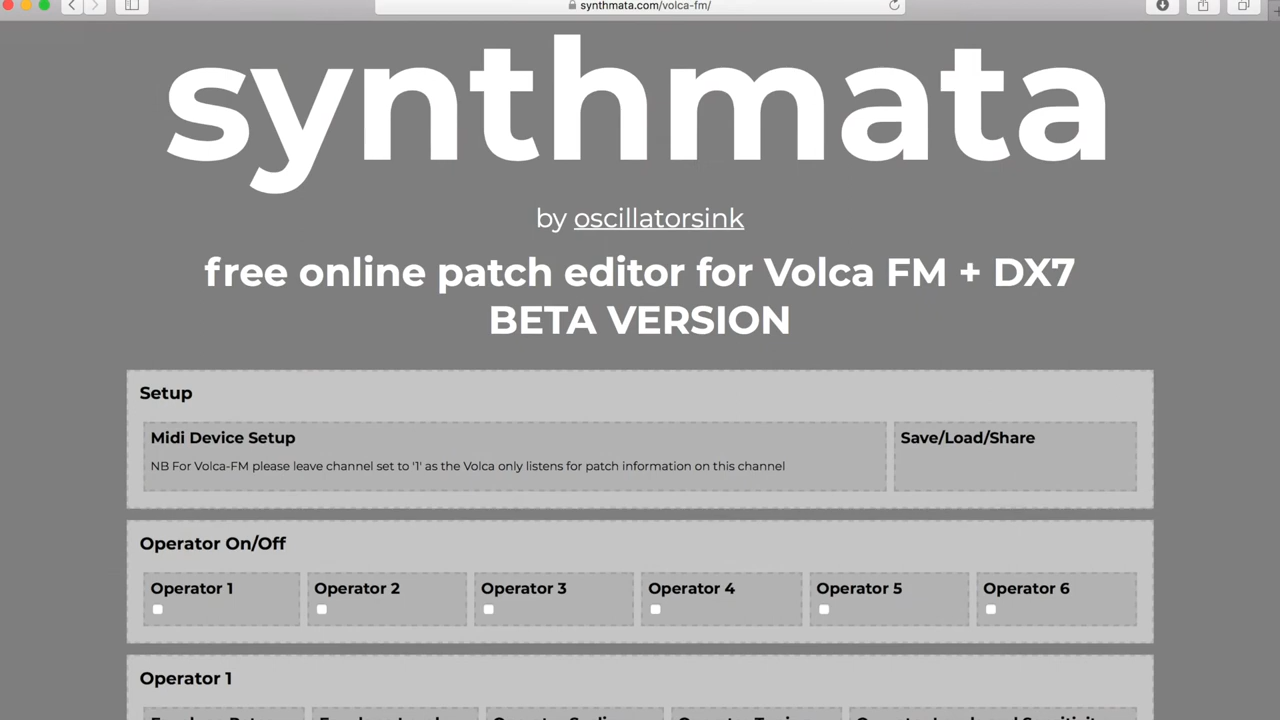 synthmata.com/volca-fm/
synthmata
by oscillatorsink
free online patch editor for Volca FM + DX7
BETA VERSION
Setup
Midi Device Setup
Save/Load/Share
NB For Volca-FM please leave channel set to '1' as the Volca only listens for patch information on this channel
Operator On/Off
Operator 1
Operator 2
Operator 3
Operator 4
Operator 5
Operator 6
Operator 1